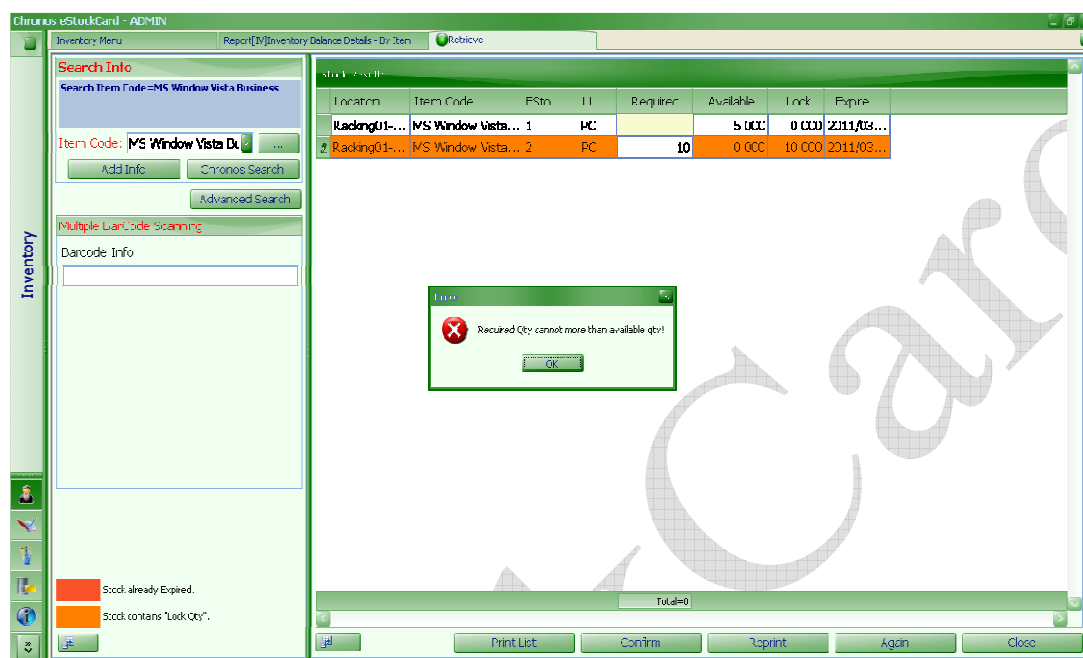 Chronos eStockCard - ADMIN
Inventory Menu
Report[IV]Inventory Balance Details - By Item
Retrieve
Inventory
Search Info
Search Item Code=MS Window Vista Business
Item Code:
MS Window Vista Bu
...
Add Info
Chronos Search
Advanced Search
Multiple BarCode Scanning
Barcode Info
Location Item Code ESto Required Available Lock Expire
Racking01-... MS Window Vista... 1 PC 5.000 0.000 2011/03...
Racking01-... MS Window Vista... 2 PC 10 0.000 10.000 2011/03...
Required Qty cannot more than available qty!
OK
Stock already Expired.
Stock contains "Lock Qty".
Total=0
Print List
Confirm
Reprint
Again
Close